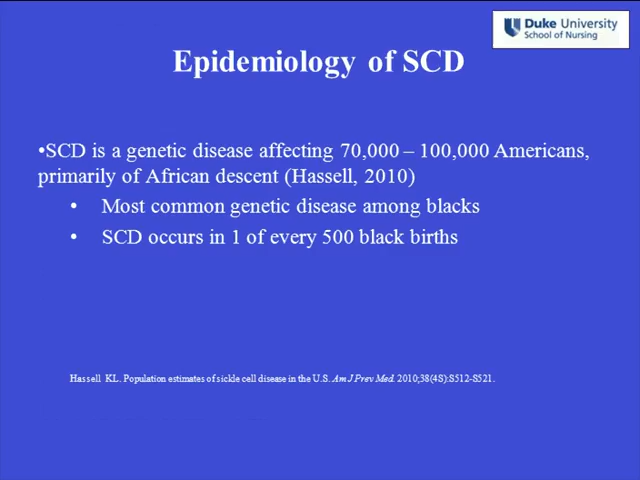 Duke University
School of Nursing
Epidemiology of SCD
•SCD is a genetic disease affecting 70,000 – 100,000 Americans,
primarily of African descent (Hassell, 2010)
• Most common genetic disease among blacks
• SCD occurs in 1 of every 500 black births
Hassell KL. Population estimates of sickle cell disease in the U.S. Am J Prev Med. 2010;38(4S):S512-S521.